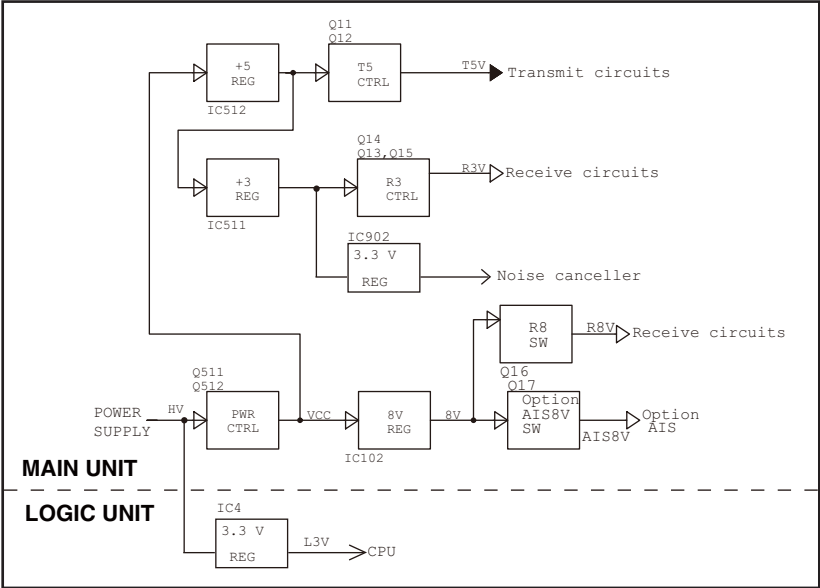 Q11
Q12
+5
REG
IC512
T5
CTRL
T5V
Transmit circuits
Q14
Q13,Q15
+3
REG
IC511
R3
CTRL
R3V
Receive circuits
IC902
3.3 V
REG
Noise canceller
R8
SW
R8V
Receive circuits
Q16
Q17
Q511
Q512
POWER
SUPPLY
HV
PWR
CTRL
VCC
8V
REG
IC102
8V
Option
AIS8V
SW
AIS8V
Option
AIS
MAIN UNIT
LOGIC UNIT
IC4
3.3 V
REG
L3V
CPU